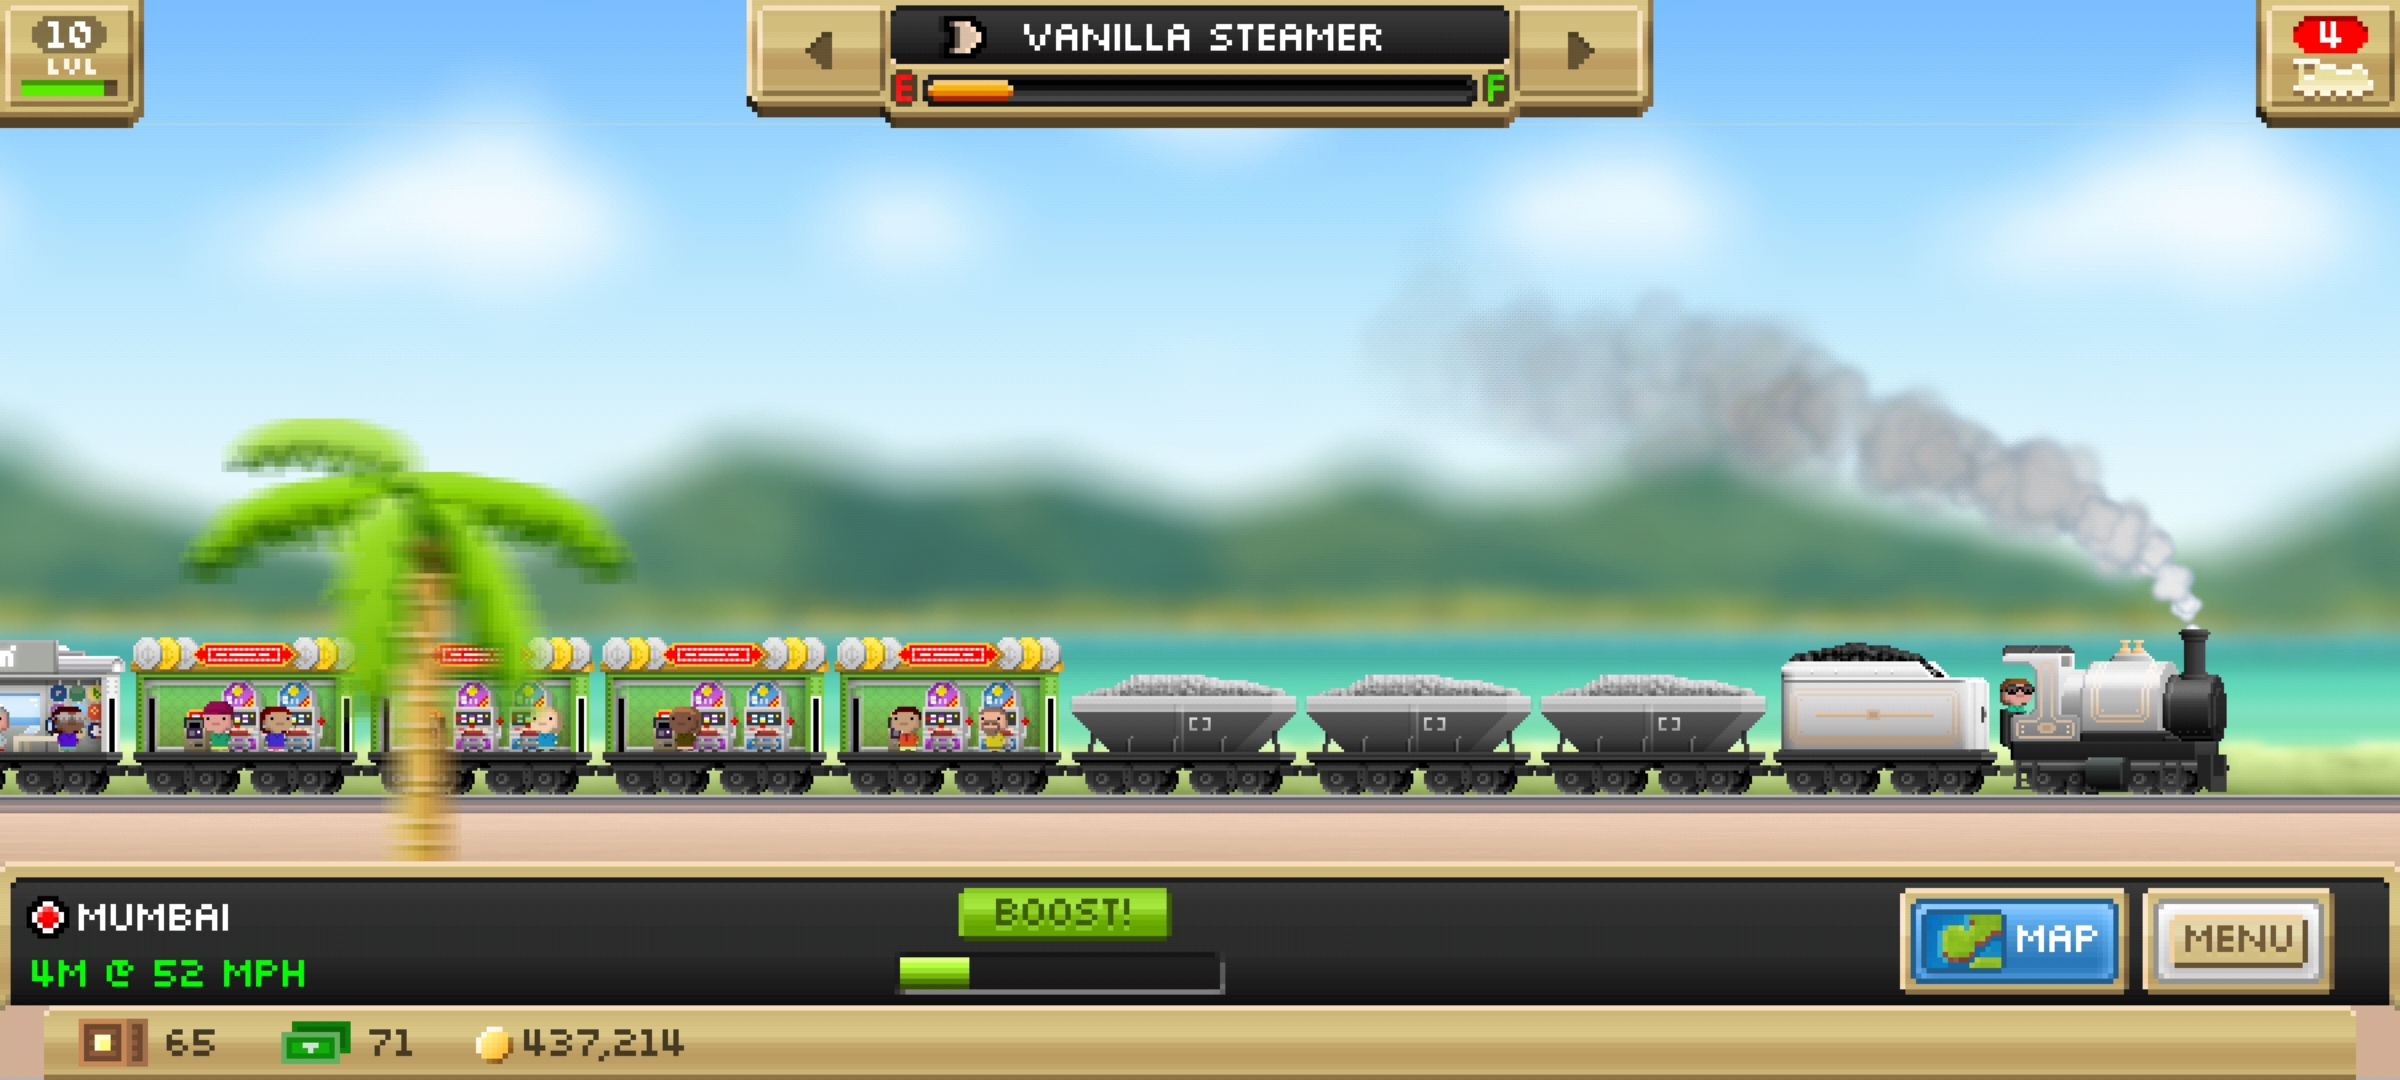 10
LVL
VANILLA STEAMER
E F
4
MUMBAI
4M @ 52 MPH
BOOST!
MAP
MENU
65
71
437,214